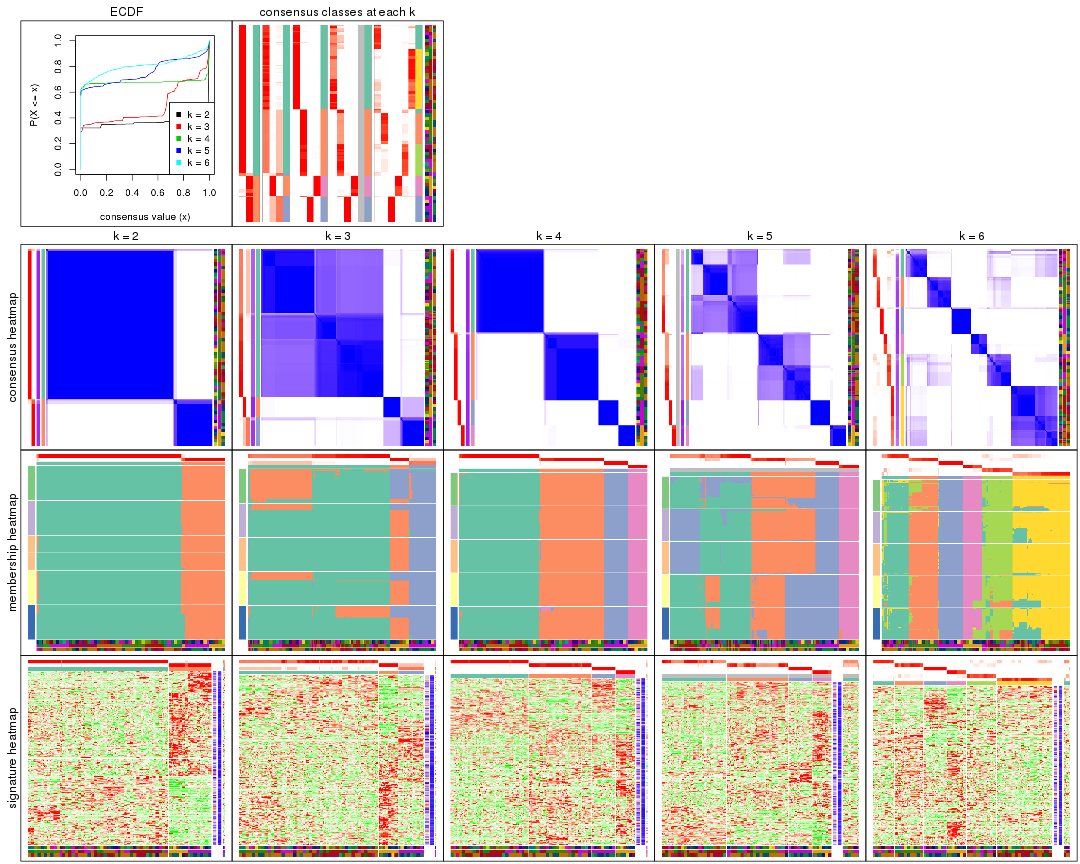 ECDF
consensus classes at each k
P(X <= x)
1.0
0.8
0.6
0.4
0.2
0.0
k = 2
k = 3
k = 4
k = 5
k = 6
0.0 0.2 0.4 0.6 0.8 1.0
consensus value (x)
k = 2
k = 3
k = 4
k = 5
k = 6
consensus heatmap
membership heatmap
signature heatmap